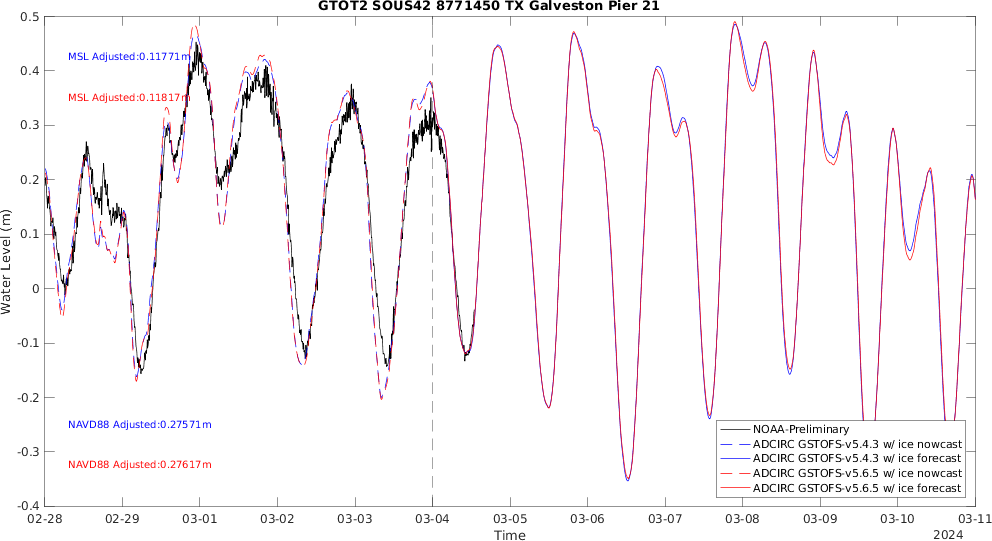 GTOT2 SOUS42 8771450 TX Galveston Pier 21
MSL Adjusted:0.11771m
MSL Adjusted:0.11817m
NAVD88 Adjusted:0.27571m
NAVD88 Adjusted:0.27617m
Water Level (m)
0.5
0.4
0.3
0.2
0.1
0
-0.1
-0.2
-0.3
-0.4
NOAA-Preliminary
ADCIRC GSTOFS-v5.4.3 w/ ice nowcast
ADCIRC GSTOFS-v5.4.3 w/ ice forecast
ADCIRC GSTOFS-v5.6.5 w/ ice nowcast
ADCIRC GSTOFS-v5.6.5 w/ ice forecast
02-28 02-29 03-01 03-02 03-03 03-04 03-05 03-06 03-07 03-08 03-09 03-10 03-11
Time
2024